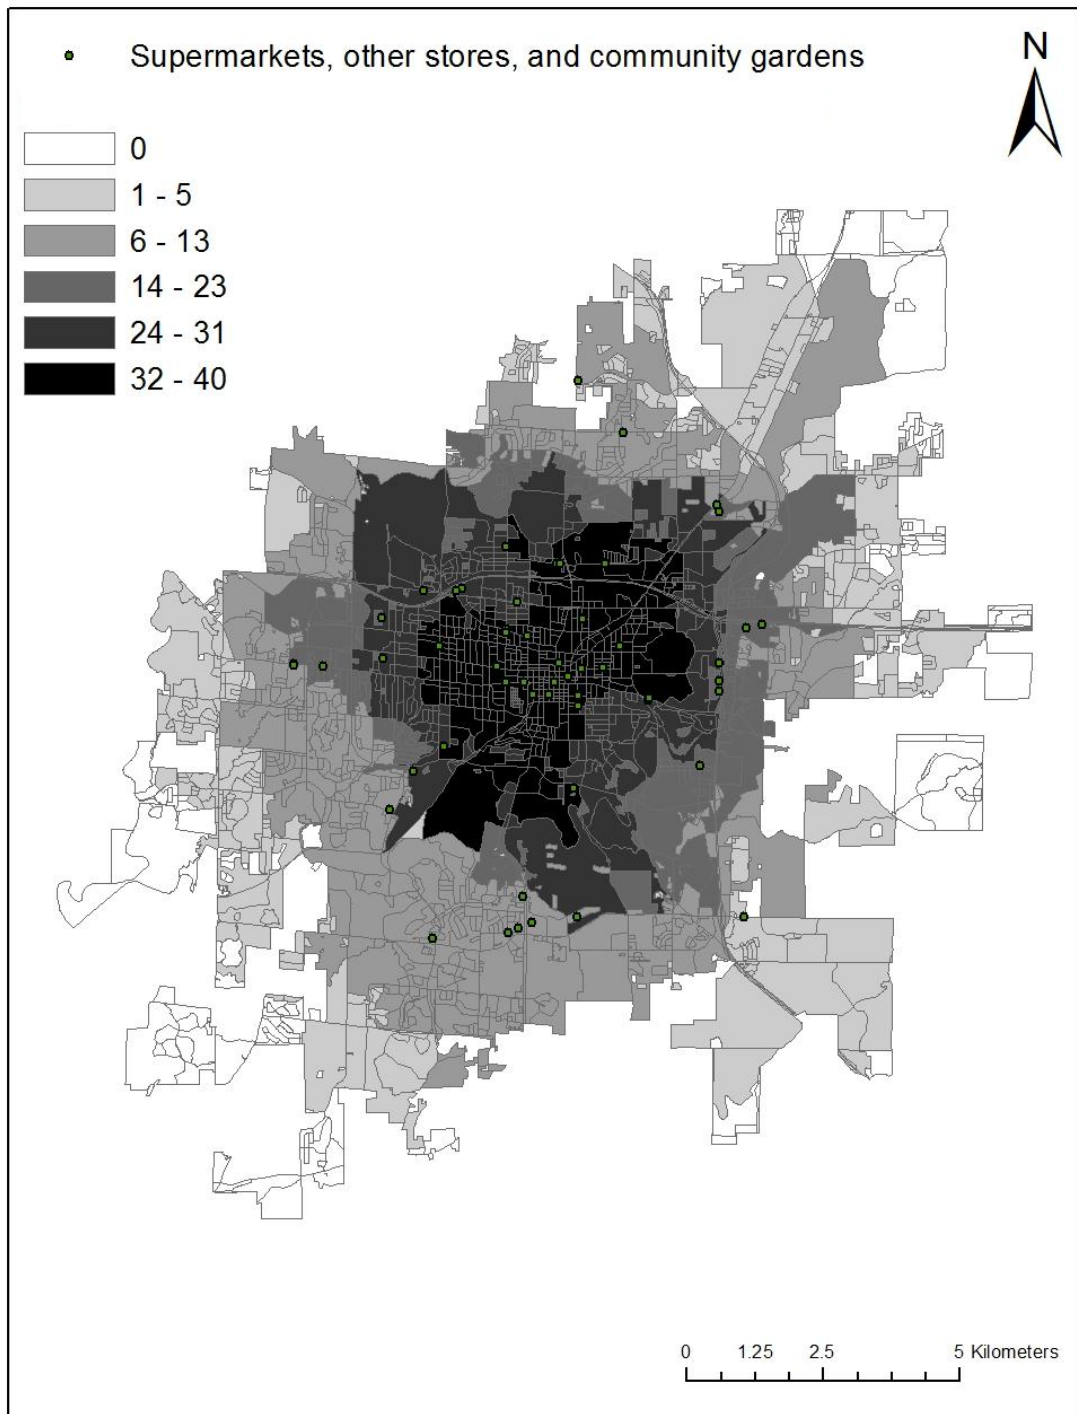 Supermarkets, other stores, and community gardens
N
0
1 - 5
6 - 13
14 - 23
24 - 31
32 - 40
0 1.25 2.5 5 Kilometers